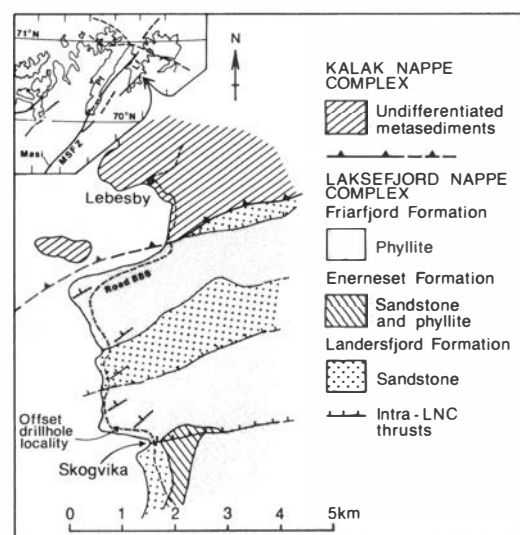 71°N
N
PF
LF
70°N
Masi
MSFZ
Lebesby
Road 888
Offset
drillhole
locality
Skogvika
0 1 2 3 4 5km
KALAK NAPPE
COMPLEX
Undifferentiated
metasediments
LAKSEFJORD NAPPE
COMPLEX
Friarfjord Formation
Phyllite
Enerneset Formation
Sandstone
and phyllite
Landersfjord Formation
Sandstone
Intra-LNC
thrusts